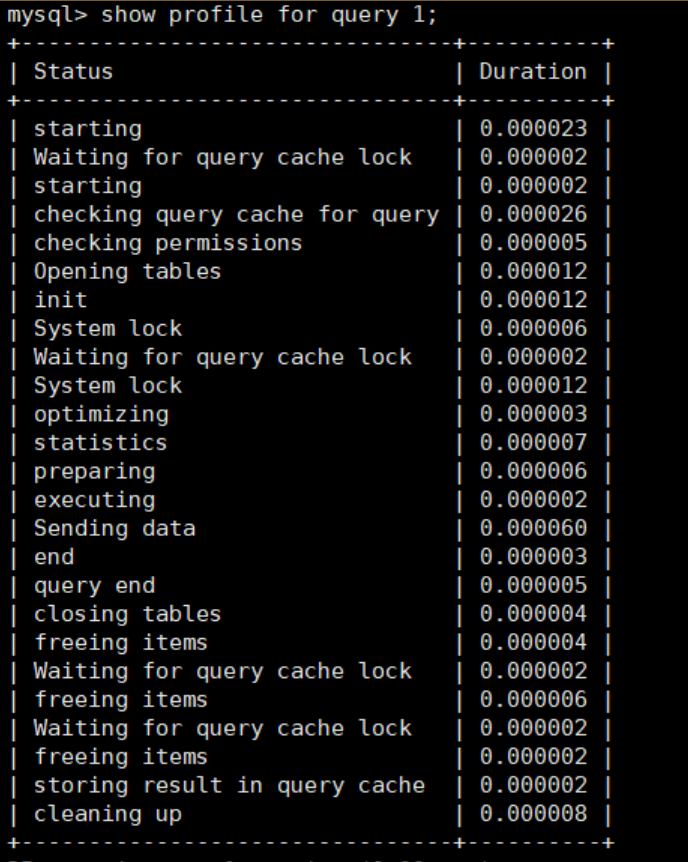 mysql> show profile for query 1;
+--------------------------------+----------+
| Status                         | Duration |
+--------------------------------+----------+
| starting                       | 0.000023 |
| Waiting for query cache lock   | 0.000002 |
| starting                       | 0.000002 |
| checking query cache for query | 0.000026 |
| checking permissions           | 0.000005 |
| Opening tables                 | 0.000012 |
| init                           | 0.000012 |
| System lock                    | 0.000006 |
| Waiting for query cache lock   | 0.000002 |
| System lock                    | 0.000012 |
| optimizing                     | 0.000003 |
| statistics                     | 0.000007 |
| preparing                      | 0.000006 |
| executing                      | 0.000002 |
| Sending data                   | 0.000060 |
| end                            | 0.000003 |
| query end                      | 0.000005 |
| closing tables                 | 0.000004 |
| freeing items                  | 0.000004 |
| Waiting for query cache lock   | 0.000002 |
| freeing items                  | 0.000006 |
| Waiting for query cache lock   | 0.000002 |
| freeing items                  | 0.000002 |
| storing result in query cache  | 0.000002 |
| cleaning up                    | 0.000008 |
+--------------------------------+----------+